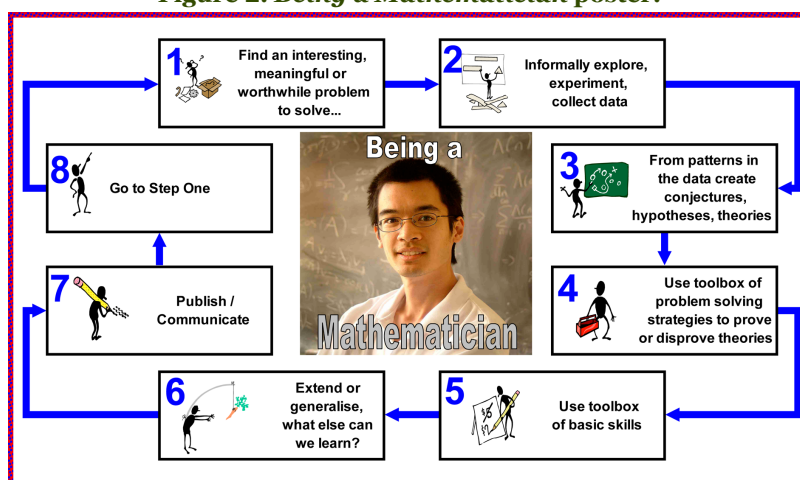 Figure 2. Being a Mathematician poster.
1
Find an interesting,
meaningful or
worthwhile problem
to solve...
2
Informally explore,
experiment,
collect data
3
From patterns in
the data create
conjectures,
hypotheses, theories
4
Use toolbox of
problem solving
strategies to prove
or disprove theories
5
Use toolbox
of basic skills
6
Extend or
generalise,
what else can
we learn?
7
Publish /
Communicate
8
Go to Step One
Being a
Mathematician